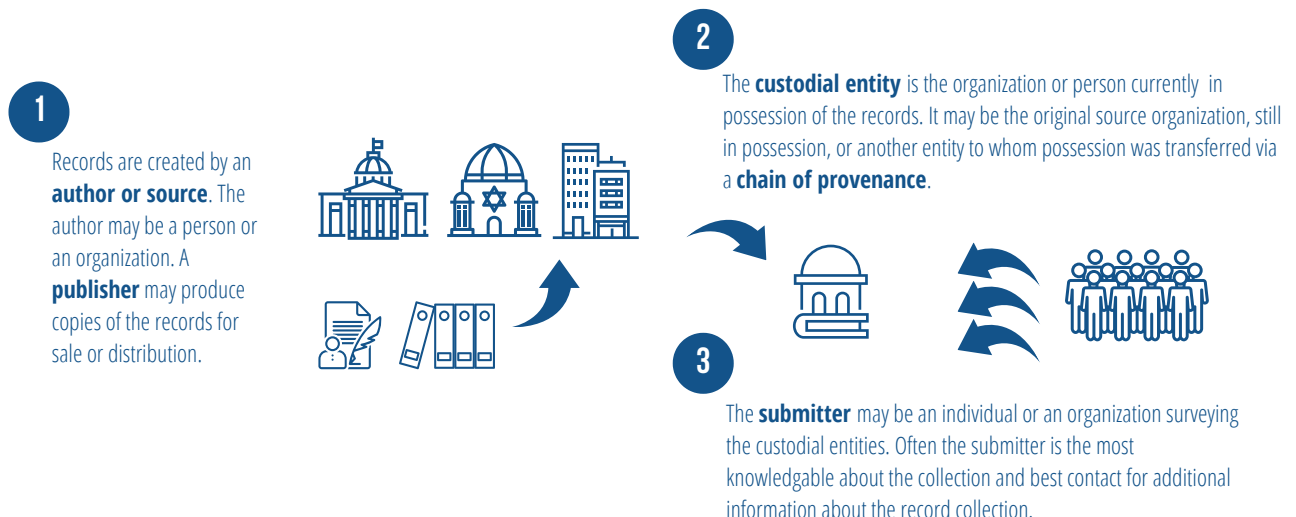 1
Records are created by an
author or source. The
author may be a person or
an organization. A
publisher may produce
copies of the records for
sale or distribution.
2
The custodial entity is the organization or person currently in
possession of the records. It may be the original source organization, still
in possession, or another entity to whom possession was transferred via
a chain of provenance.
3
The submitter may be an individual or an organization surveying
the custodial entities. Often the submitter is the most
knowledgable about the collection and best contact for additional
information about the record collection.